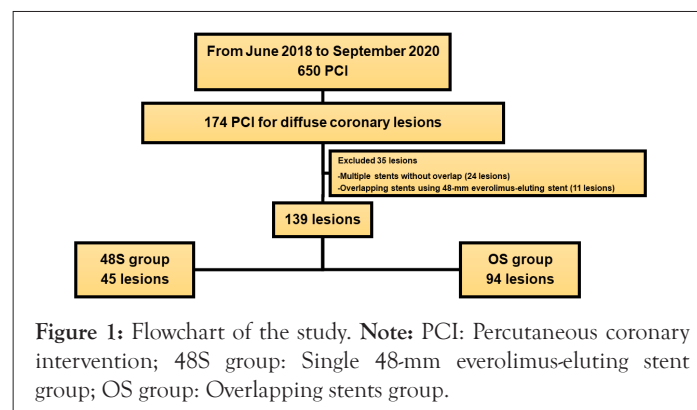 From June 2018 to September 2020
650 PCI
174 PCI for diffuse coronary lesions
Excluded 35 lesions
-Multiple stents without overlap (24 lesions)
-Overlapping stents using 48-mm everolimus-eluting stent (11 lesions)
139 lesions
48S group
45 lesions
OS group
94 lesions
Figure 1: Flowchart of the study. Note: PCI: Percutaneous coronary
intervention; 48S group: Single 48-mm everolimus-eluting stent
group; OS group: Overlapping stents group.